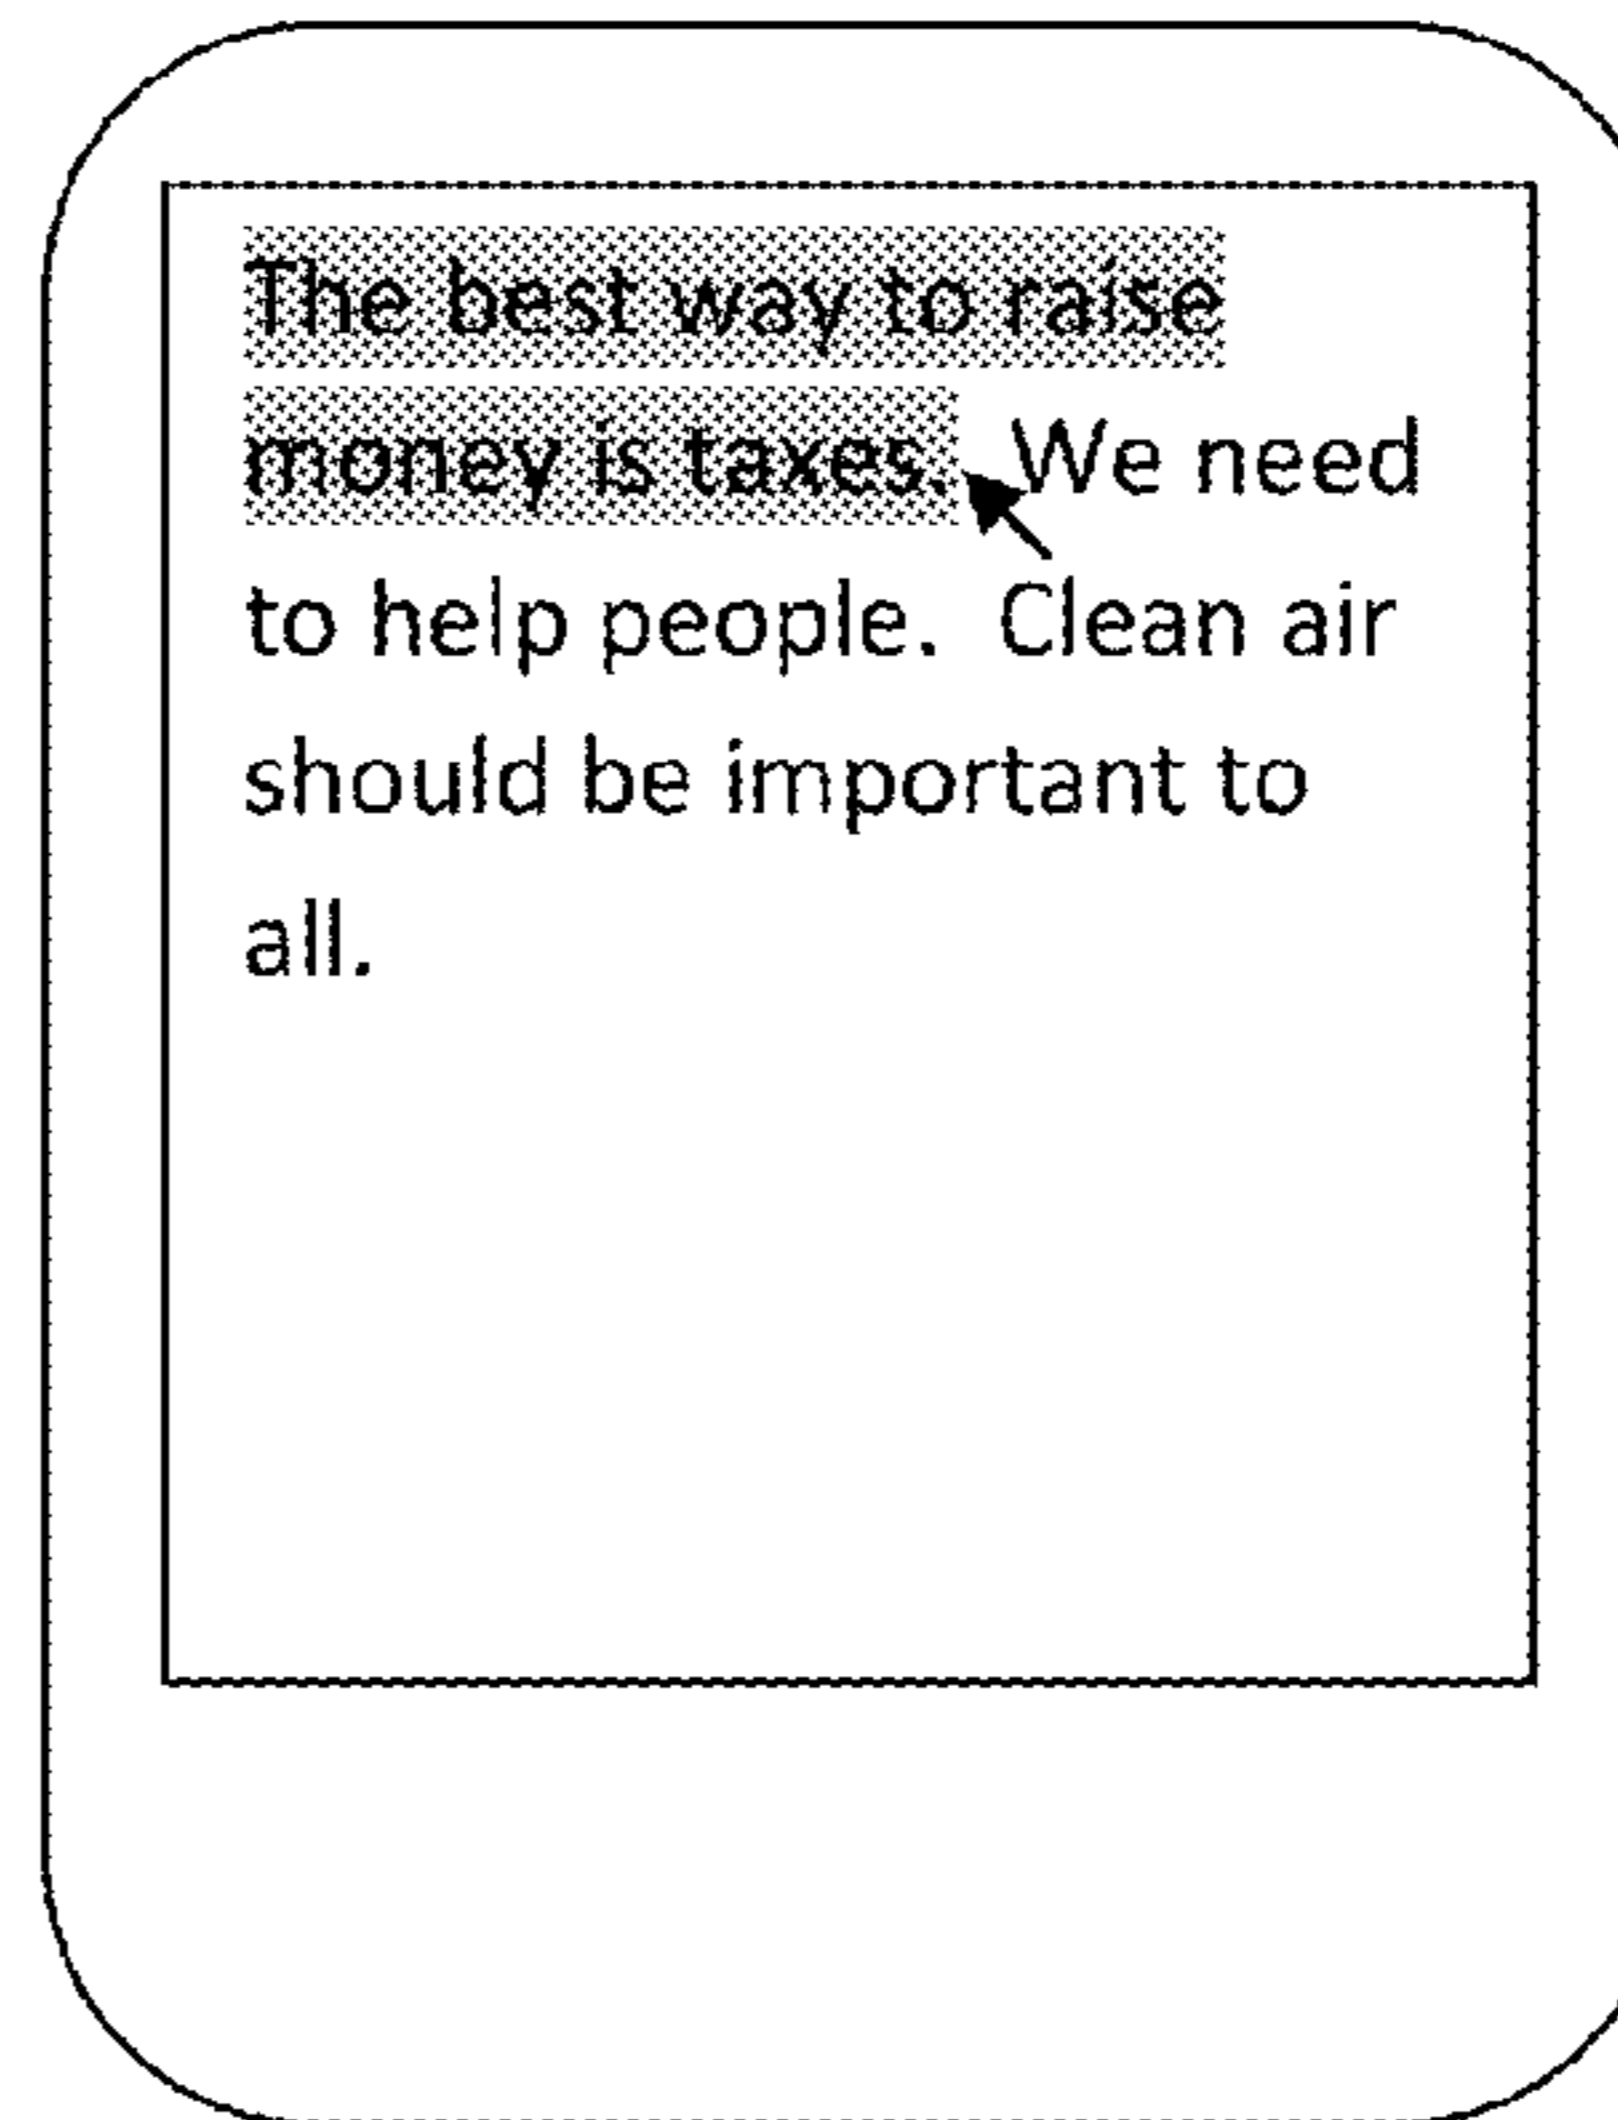 The best way to raise
money is taxes.  We need
to help people.  Clean air
should be important to
all.